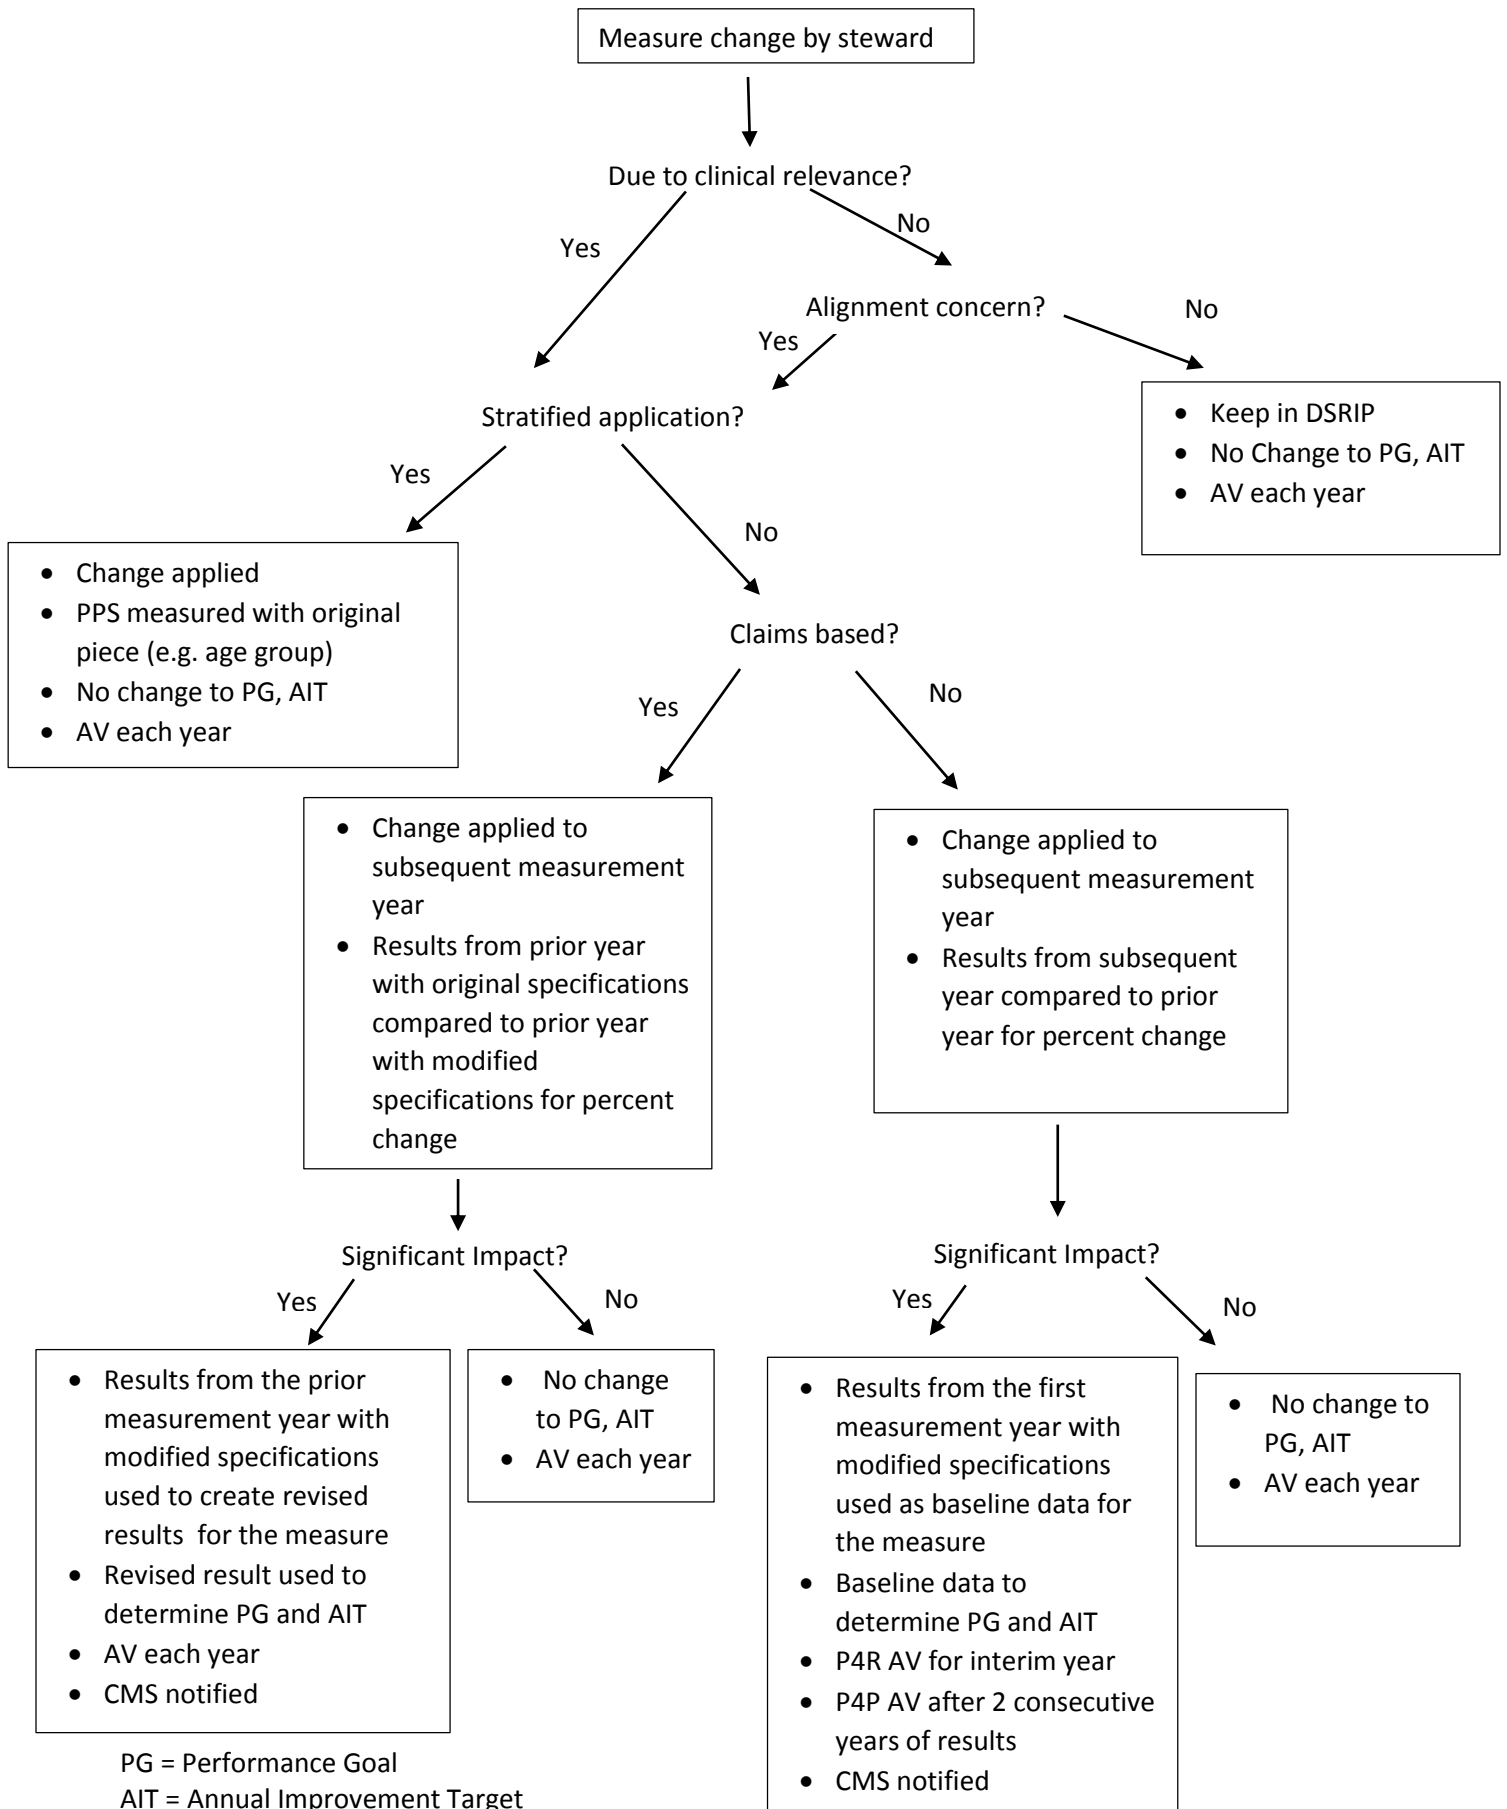 Measure change by steward
Due to clinical relevance?
Yes
No
Alignment concern?
Yes
No
• Keep in DSRIP
• No Change to PG, AIT
• AV each year
Stratified application?
Yes
No
• Change applied
• PPS measured with original
piece (e.g. age group)
• No change to PG, AIT
• AV each year
Claims based?
Yes
No
• Change applied to
subsequent measurement
year
• Results from prior year
with original specifications
compared to prior year
with modified
specifications for percent
change
• Change applied to
subsequent measurement
year
• Results from subsequent
year compared to prior
year for percent change
Significant Impact?
Yes
No
Significant Impact?
Yes
No
• Results from the prior
measurement year with
modified specifications
used to create revised
results for the measure
• Revised result used to
determine PG and AIT
• AV each year
• CMS notified
• No change
to PG, AIT
• AV each year
• Results from the first
measurement year with
modified specifications
used as baseline data for
the measure
• Baseline data to
determine PG and AIT
• P4R AV for interim year
• P4P AV after 2 consecutive
years of results
• CMS notified
• No change to
PG, AIT
• AV each year
PG = Performance Goal
AIT = Annual Improvement Target